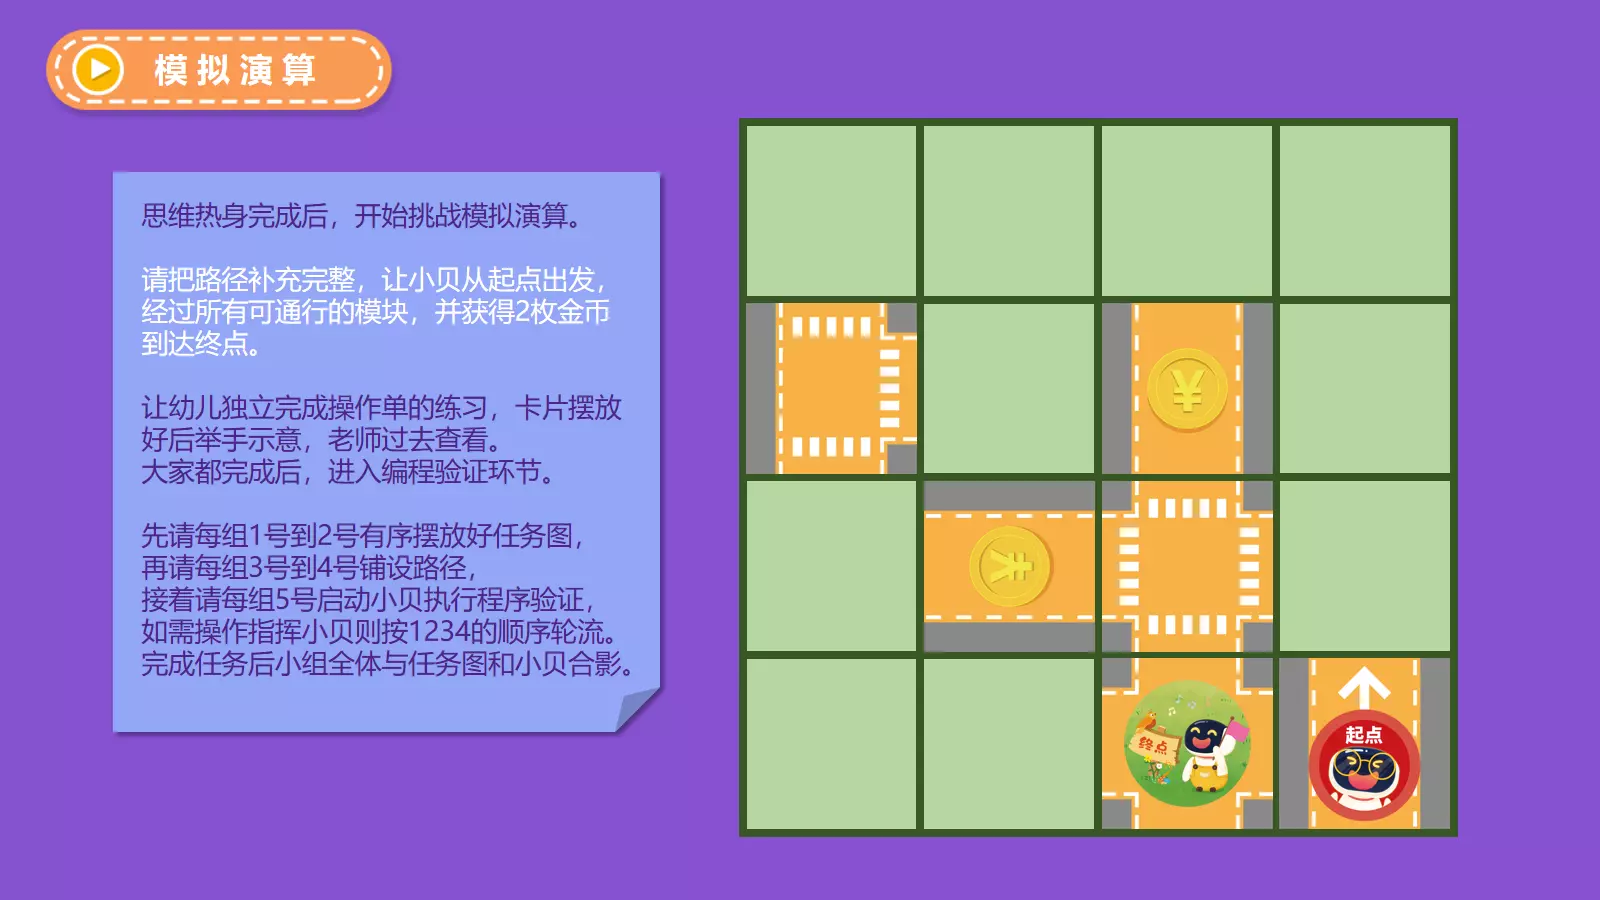 模拟演算
思维热身完成后，开始挑战模拟演算。
请把路径补充完整，让小贝从起点出发，
经过所有可通行的模块，并获得2枚金币
到达终点。
让幼儿独立完成操作单的练习，卡片摆放
好后举手示意，老师过去查看。
大家都完成后，进入编程验证环节。
先请每组1号到2号有序摆放好任务图，
再请每组3号到4号铺设路径，
接着请每组5号启动小贝执行程序验证，
如需操作指挥小贝则按1234的顺序轮流。
完成任务后小组全体与任务图和小贝合影。
¥
¥
终点
起点